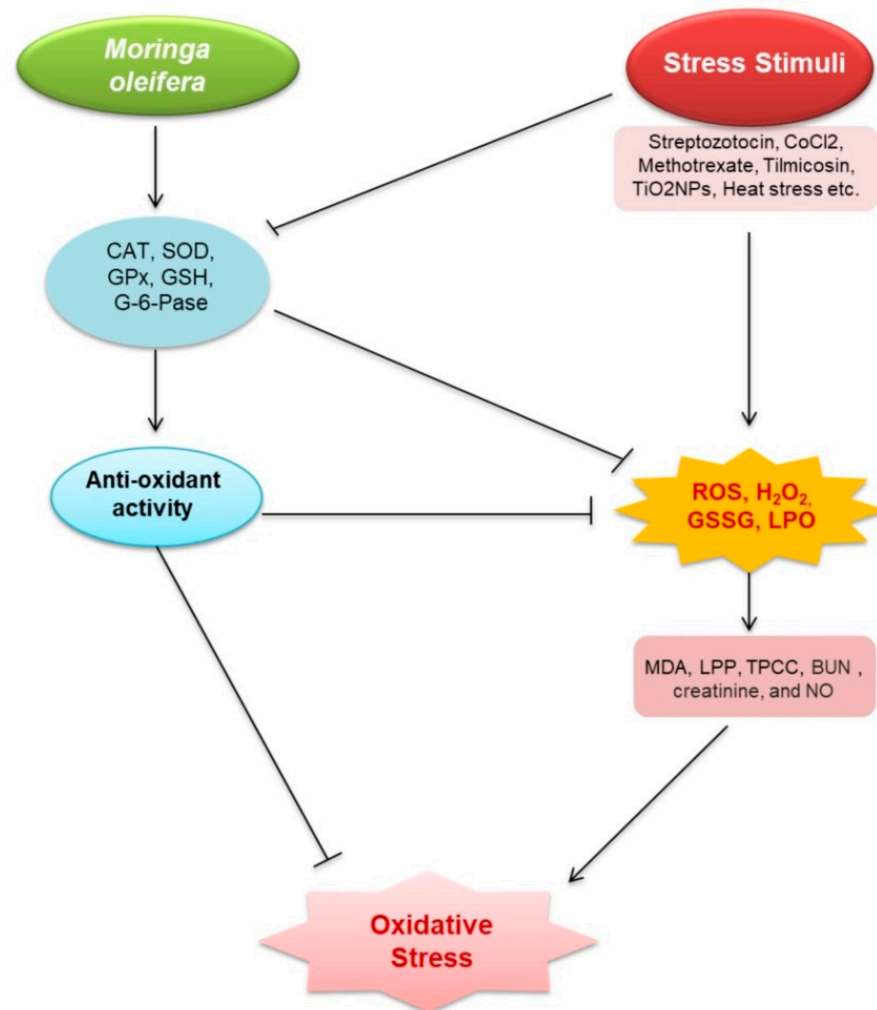 Moringa
oleifera
Stress Stimuli
Streptozotocin, CoCl2,
Methotrexate, Tilmicosin,
TiO2NPs, Heat stress etc.
CAT, SOD,
GPx, GSH,
G-6-Pase
Anti-oxidant
activity
ROS, H₂O₂,
GSSG, LPO
MDA, LPP, TPCC, BUN ,
creatinine, and NO
Oxidative
Stress